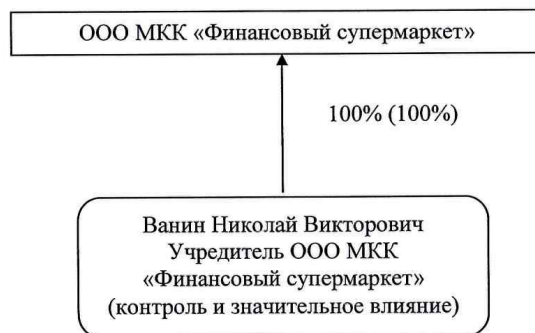 ООО МКК «Финансовый супермаркет»
100% (100%)
Ванин Николай Викторович
Учредитель ООО МКК
«Финансовый супермаркет»
(контроль и значительное влияние)